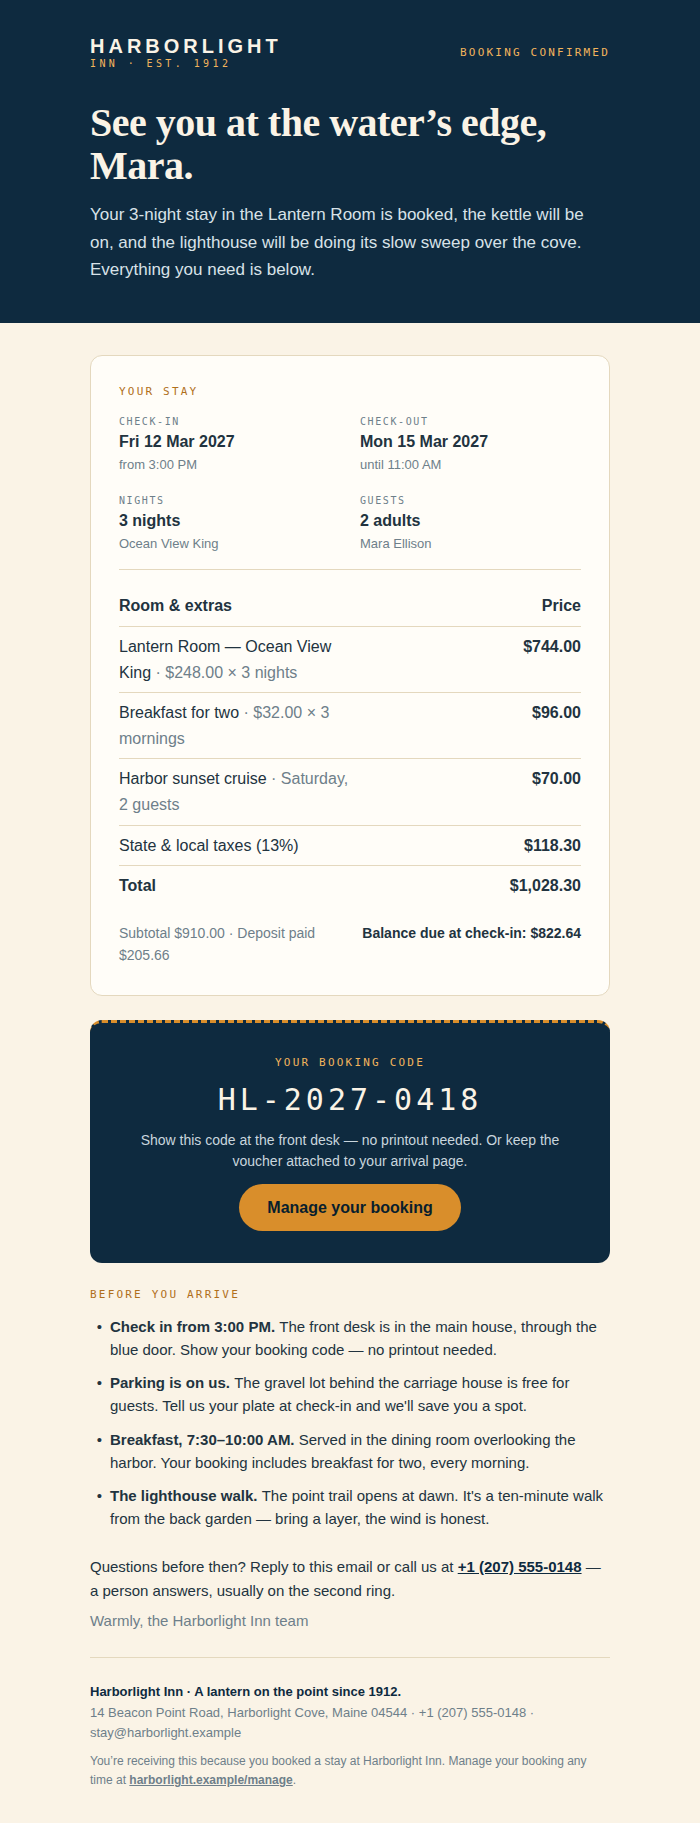 HARBORLIGHT
INN · EST. 1912
BOOKING CONFIRMED
See you at the water’s edge,
Mara.
Your 3-night stay in the Lantern Room is booked, the kettle will be
on, and the lighthouse will be doing its slow sweep over the cove.
Everything you need is below.
YOUR STAY
CHECK-IN
Fri 12 Mar 2027
from 3:00 PM
CHECK-OUT
Mon 15 Mar 2027
until 11:00 AM
NIGHTS
3 nights
Ocean View King
GUESTS
2 adults
Mara Ellison
Room & extras Price
Lantern Room — Ocean View $744.00
King · $248.00 × 3 nights
Breakfast for two · $32.00 × 3 $96.00
mornings
Harbor sunset cruise · Saturday, $70.00
2 guests
State & local taxes (13%) $118.30
Total $1,028.30
Subtotal $910.00 · Deposit paid Balance due at check-in: $822.64
$205.66
YOUR BOOKING CODE
HL-2027-0418
Show this code at the front desk — no printout needed. Or keep the
voucher attached to your arrival page.
Manage your booking
BEFORE YOU ARRIVE
• Check in from 3:00 PM. The front desk is in the main house, through the
blue door. Show your booking code — no printout needed.
• Parking is on us. The gravel lot behind the carriage house is free for
guests. Tell us your plate at check-in and we'll save you a spot.
• Breakfast, 7:30–10:00 AM. Served in the dining room overlooking the
harbor. Your booking includes breakfast for two, every morning.
• The lighthouse walk. The point trail opens at dawn. It's a ten-minute walk
from the back garden — bring a layer, the wind is honest.
Questions before then? Reply to this email or call us at +1 (207) 555-0148 —
a person answers, usually on the second ring.
Warmly, the Harborlight Inn team
Harborlight Inn · A lantern on the point since 1912.
14 Beacon Point Road, Harborlight Cove, Maine 04544 · +1 (207) 555-0148 ·
stay@harborlight.example
You’re receiving this because you booked a stay at Harborlight Inn. Manage your booking any
time at harborlight.example/manage.